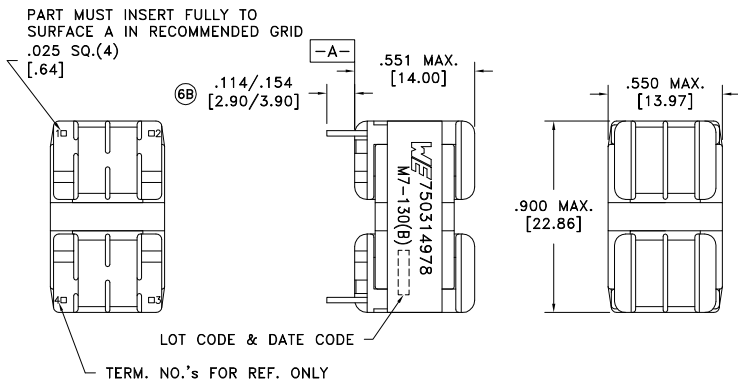 PART MUST INSERT FULLY TO
SURFACE A IN RECOMMENDED GRID
.025 SQ.(4)
[.64]
-A-
.551 MAX.
[14.00]
6B
.114/.154
[2.90/3.90]
.550 MAX.
[13.97]
1
2
WE 750314978
M7-130(B)
.900 MAX.
[22.86]
4
3
LOT CODE & DATE CODE
TERM. NO.'s FOR REF. ONLY